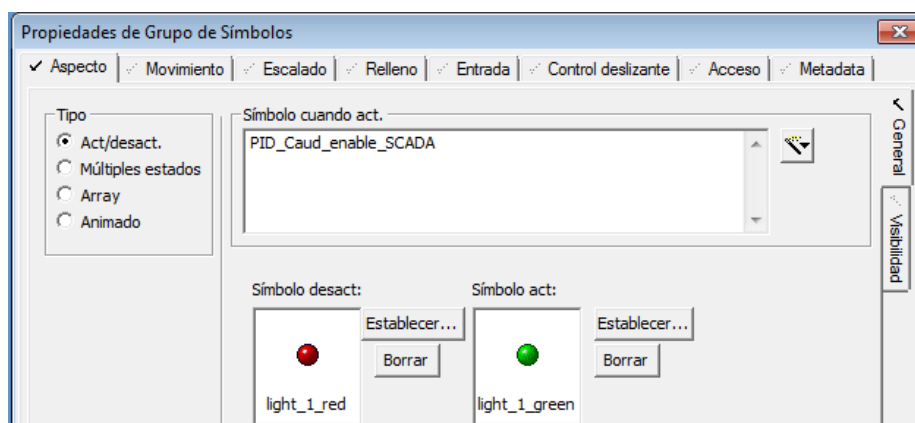 Propiedades de Grupo de Símbolos
Aspecto Movimiento Escalado Relleno Entrada Control deslizante Acceso Metadata
Tipo
Act/desact.
Múltiples estados
Array
Animado
Símbolo cuando act.
PID_Caud_enable_SCADA
General
Visibilidad
Símbolo desact: Símbolo act:
Establecer... Establecer...
Borrar Borrar
light_1_red light_1_green